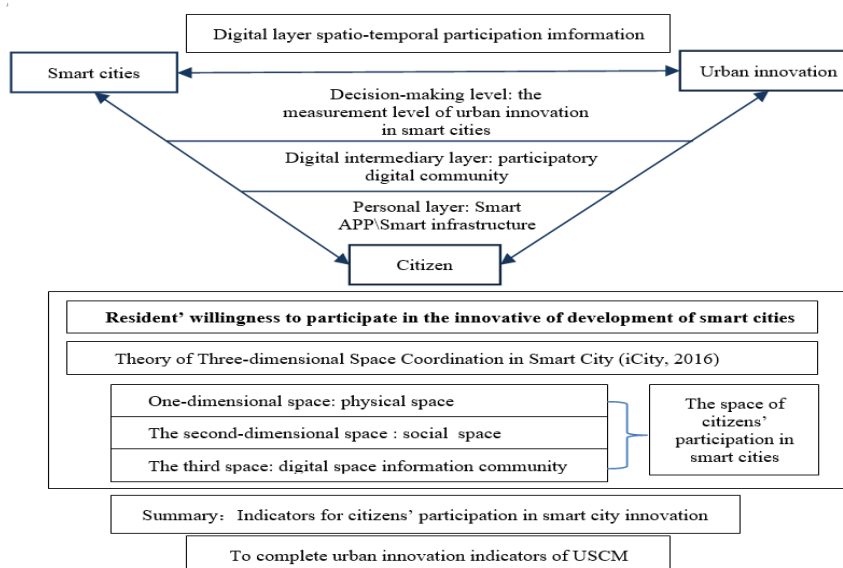 Digital layer spatio-temporal participation imformation
Smart cities
Urban innovation
Decision-making level: the
measurement level of urban innovation
in smart cities
Digital intermediary layer: participatory
digital community
Personal layer: Smart
APP\Smart infrastructure
Citizen
Resident’ willingness to participate in the innovative of development of smart cities
Theory of Three-dimensional Space Coordination in Smart City (iCity, 2016)
One-dimensional space: physical space
The second-dimensional space : social space
The third space: digital space information community
The space of
citizens’
participation in
smart cities
Summary: Indicators for citizens’ participation in smart city innovation
To complete urban innovation indicators of USCM